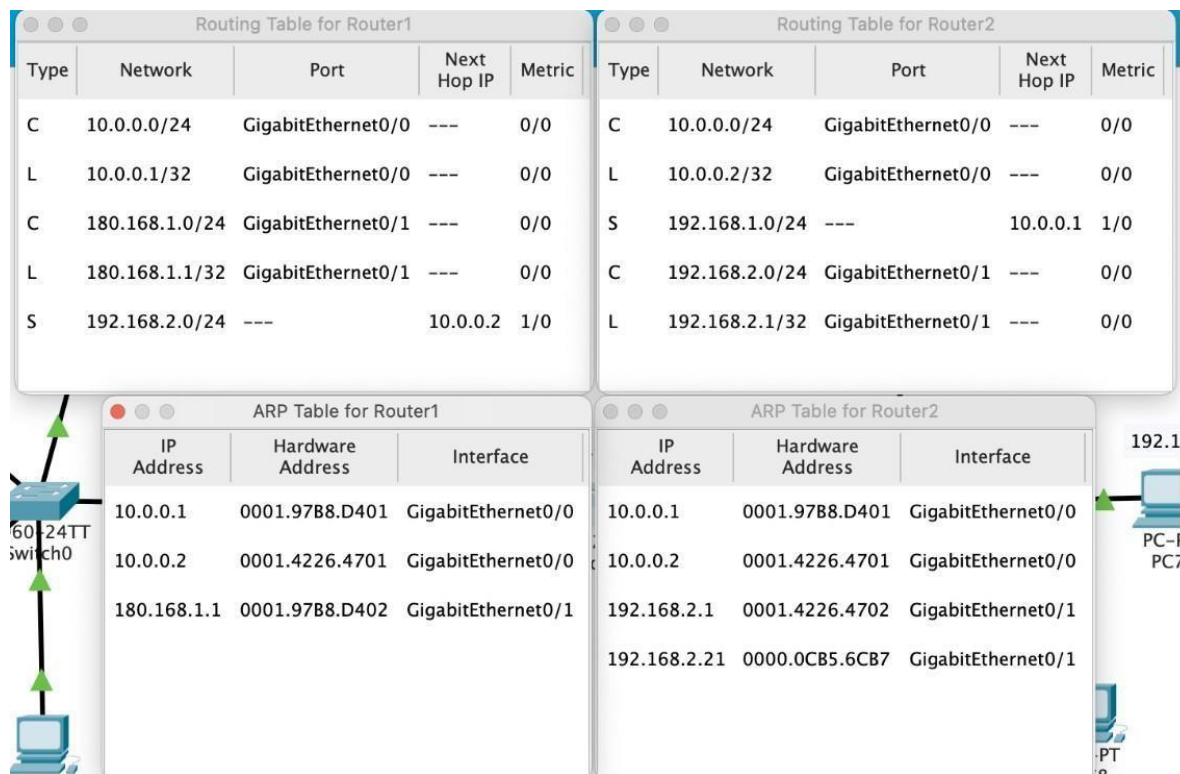 Routing Table for Router1
Type Network Port Next Hop IP Metric
C 10.0.0.0/24 GigabitEthernet0/0 --- 0/0
L 10.0.0.1/32 GigabitEthernet0/0 --- 0/0
C 180.168.1.0/24 GigabitEthernet0/1 --- 0/0
L 180.168.1.1/32 GigabitEthernet0/1 --- 0/0
S 192.168.2.0/24 --- 10.0.0.2 1/0
Routing Table for Router2
Type Network Port Next Hop IP Metric
C 10.0.0.0/24 GigabitEthernet0/0 --- 0/0
L 10.0.0.2/32 GigabitEthernet0/0 --- 0/0
S 192.168.1.0/24 --- 10.0.0.1 1/0
C 192.168.2.0/24 GigabitEthernet0/1 --- 0/0
L 192.168.2.1/32 GigabitEthernet0/1 --- 0/0
ARP Table for Router1
IP Address Hardware Address Interface
10.0.0.1 0001.97B8.D401 GigabitEthernet0/0
10.0.0.2 0001.4226.4701 GigabitEthernet0/0
180.168.1.1 0001.97B8.D402 GigabitEthernet0/1
ARP Table for Router2
IP Address Hardware Address Interface
10.0.0.1 0001.97B8.D401 GigabitEthernet0/0
10.0.0.2 0001.4226.4701 GigabitEthernet0/0
192.168.2.1 0001.4226.4702 GigabitEthernet0/1
192.168.2.21 0000.0CB5.6CB7 GigabitEthernet0/1
60-24TT
Switch0
192.1
PC-P
PC7
-PT